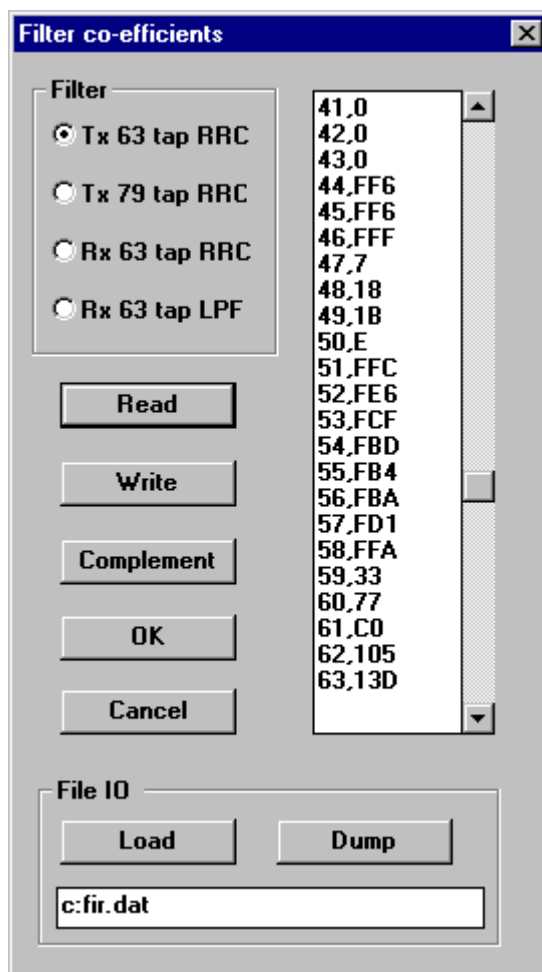 Filter co-efficients
Filter
Tx 63 tap RRC
Tx 79 tap RRC
Rx 63 tap RRC
Rx 63 tap LPF
Read
Write
Complement
OK
Cancel
41,0
42,0
43,0
44,FF6
45,FF6
46,FFF
47,7
48,18
49,1B
50,E
51,FFC
52,FE6
53,FCF
54,FBD
55,FB4
56,FBA
57,FD1
58,FFA
59,33
60,77
61,C0
62,105
63,13D
File IO
Load
Dump
c:fir.dat